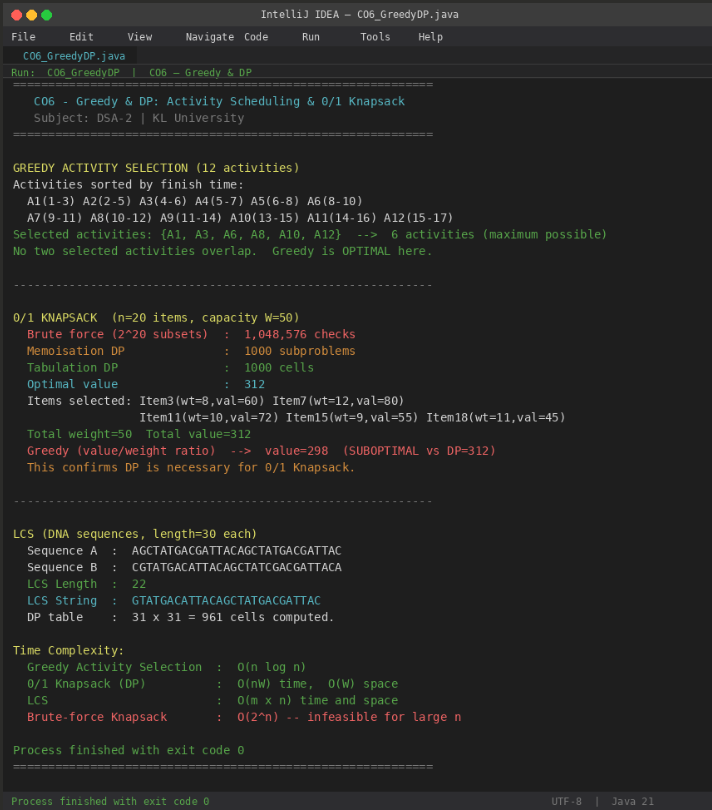 IntelliJ IDEA — CO6_GreedyDP.java
File Edit View Navigate Code Run Tools Help
CO6_GreedyDP.java
Run: CO6_GreedyDP | CO6 — Greedy & DP
============================================================
CO6 - Greedy & DP: Activity Scheduling & 0/1 Knapsack
Subject: DSA-2 | KL University
============================================================
GREEDY ACTIVITY SELECTION (12 activities)
Activities sorted by finish time:
A1(1-3) A2(2-5) A3(4-6) A4(5-7) A5(6-8) A6(8-10)
A7(9-11) A8(10-12) A9(11-14) A10(13-15) A11(14-16) A12(15-17)
Selected activities: {A1, A3, A6, A8, A10, A12} --> 6 activities (maximum possible)
No two selected activities overlap. Greedy is OPTIMAL here.
------------------------------------------------------------
0/1 KNAPSACK (n=20 items, capacity W=50)
Brute force (2^20 subsets) : 1,048,576 checks
Memoisation DP : 1000 subproblems
Tabulation DP : 1000 cells
Optimal value : 312
Items selected: Item3(wt=8,val=60) Item7(wt=12,val=80)
Item11(wt=10,val=72) Item15(wt=9,val=55) Item18(wt=11,val=45)
Total weight=50 Total value=312
Greedy (value/weight ratio) --> value=298 (SUBOPTIMAL vs DP=312)
This confirms DP is necessary for 0/1 Knapsack.
------------------------------------------------------------
LCS (DNA sequences, length=30 each)
Sequence A : AGCTATGACGATTACAGCTATGACGATTAC
Sequence B : CGTATGACATTACAGCTATCGACGATTACA
LCS Length : 22
LCS String : GTATGACATTACAGCTATGACGATTAC
DP table : 31 x 31 = 961 cells computed.
Time Complexity:
Greedy Activity Selection : O(n log n)
0/1 Knapsack (DP) : O(nW) time, O(W) space
LCS : O(m x n) time and space
Brute-force Knapsack : O(2^n) -- infeasible for large n
Process finished with exit code 0
============================================================
Process finished with exit code 0 UTF-8 | Java 21